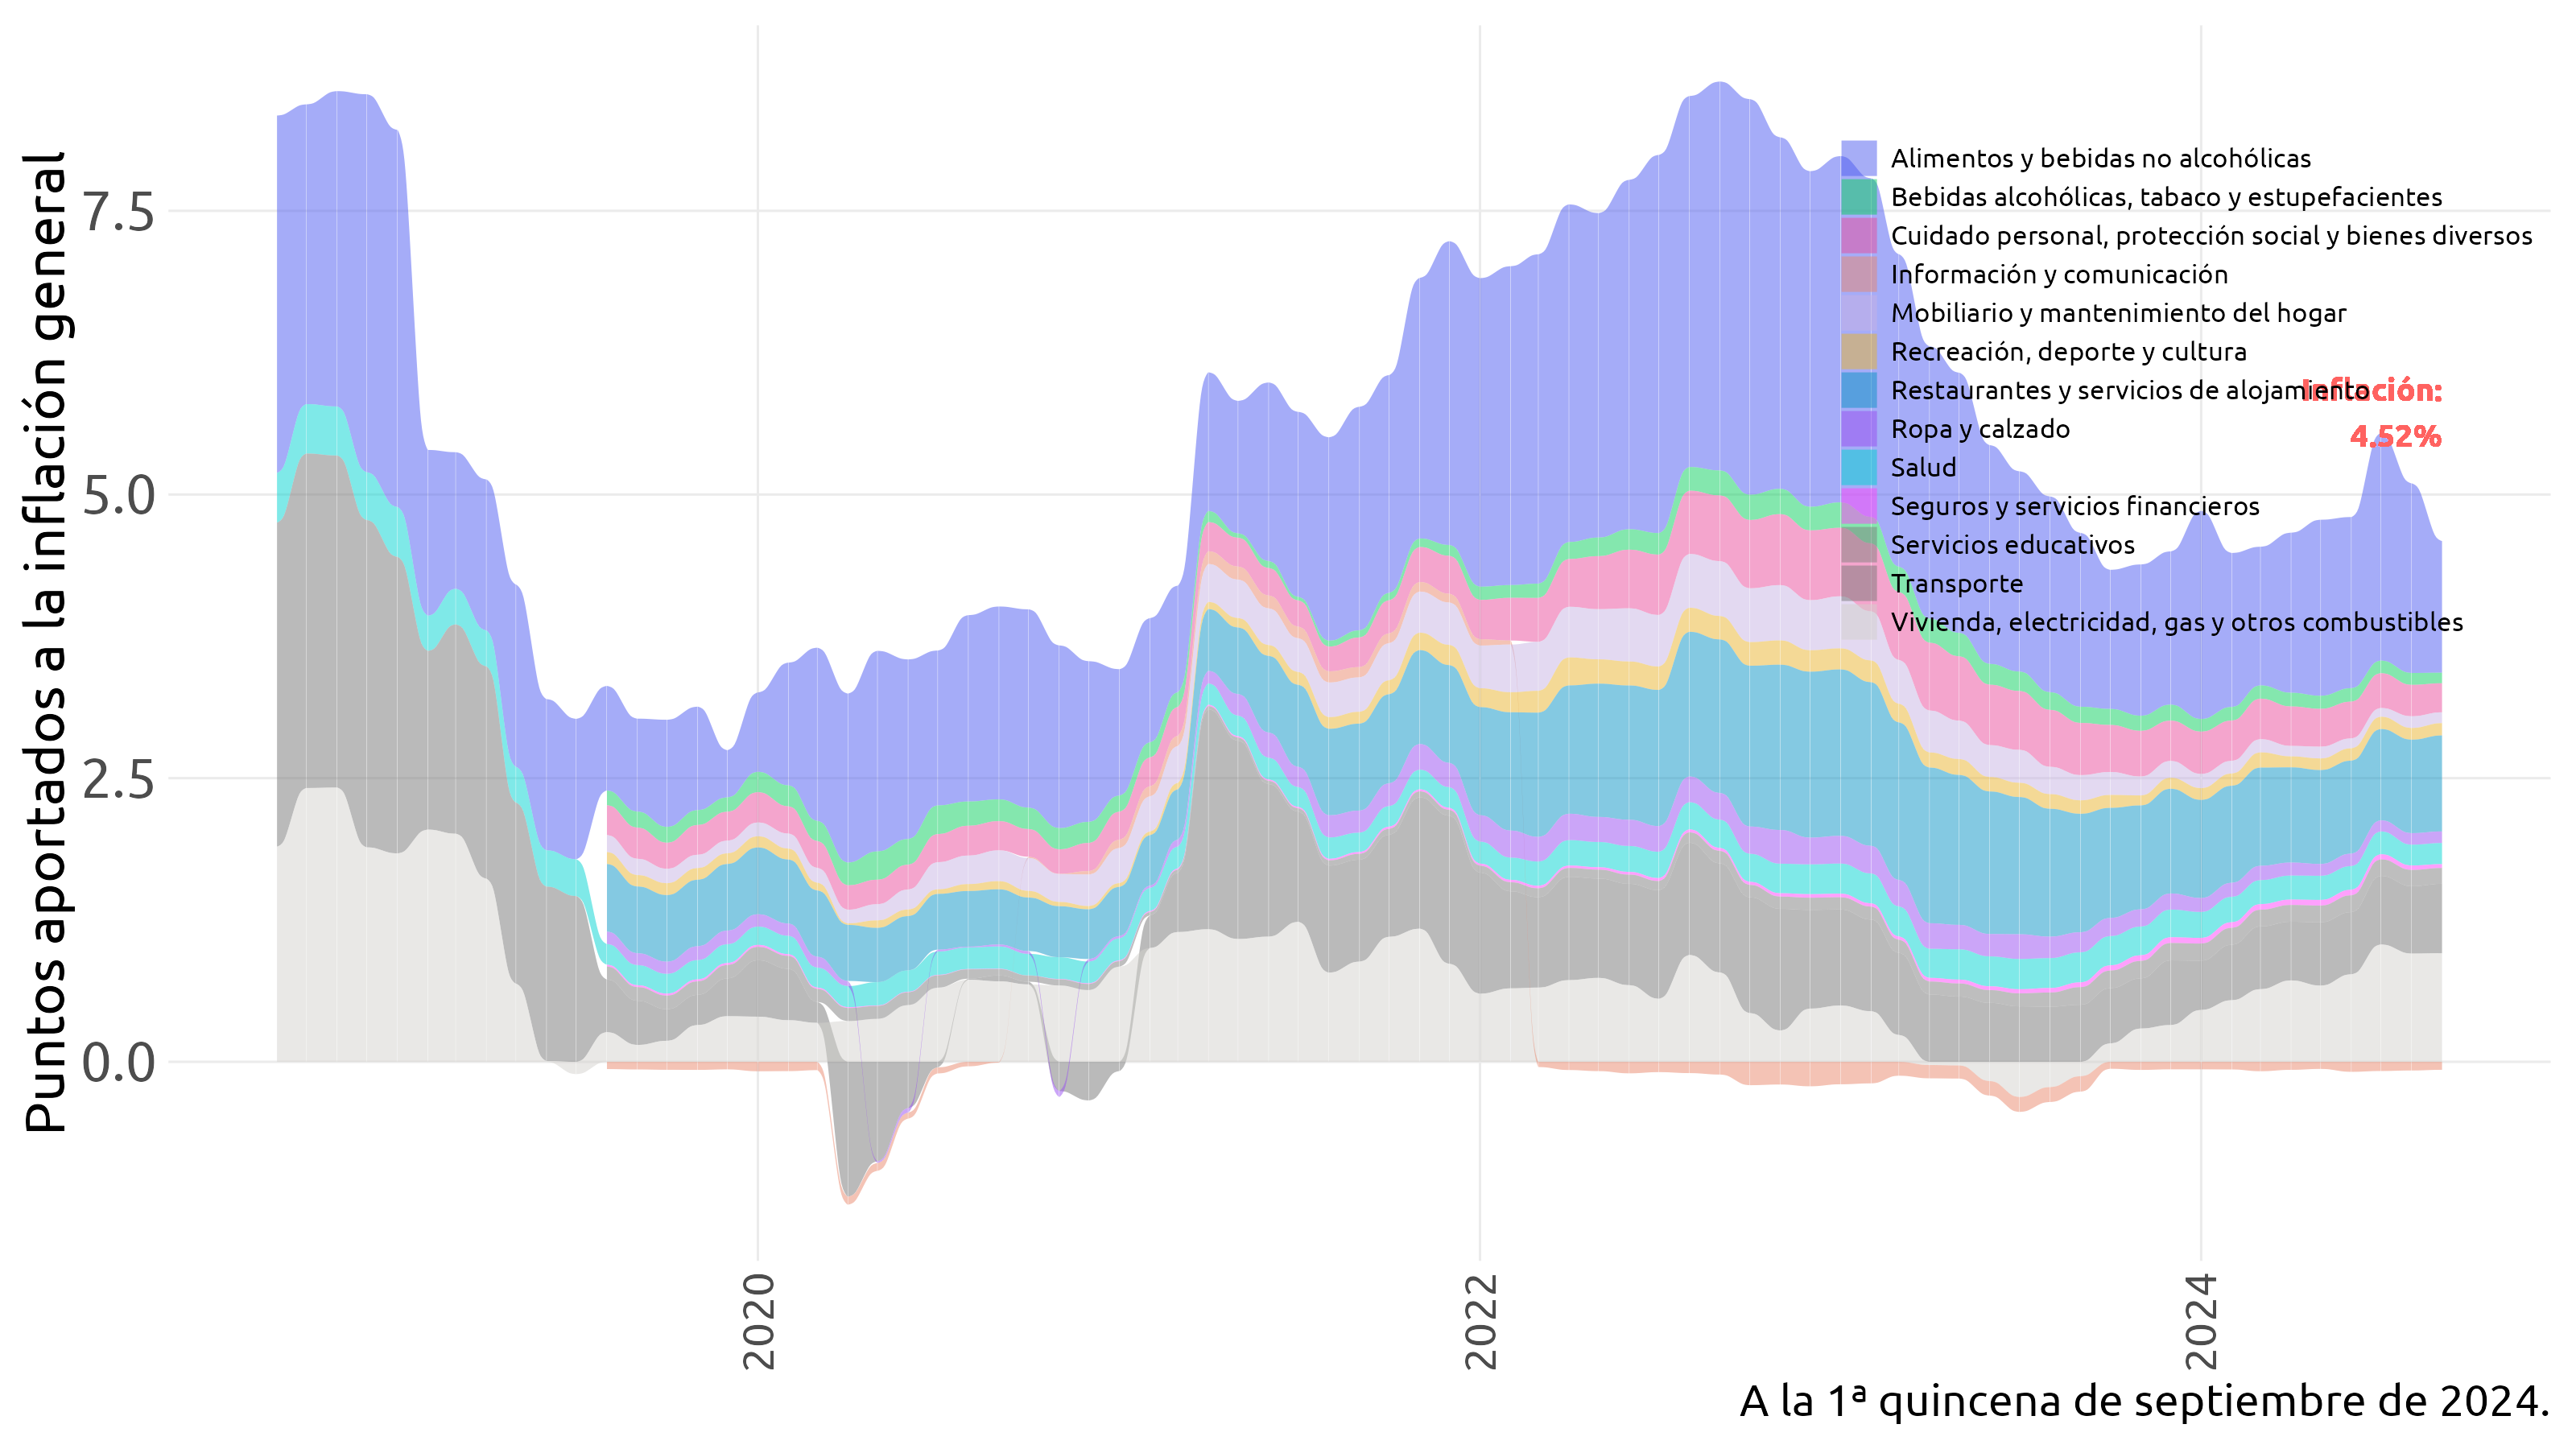 Puntos aportados a la inflación general
7.5
5.0
2.5
0.0
Alimentos y bebidas no alcohólicas
Bebidas alcohólicas, tabaco y estupefacientes
Cuidado personal, protección social y bienes diversos
Información y comunicación
Mobiliario y mantenimiento del hogar
Recreación, deporte y cultura
Restaurantes y servicios de alojamiento
Ropa y calzado
Salud
Seguros y servicios financieros
Servicios educativos
Transporte
Vivienda, electricidad, gas y otros combustibles
Inflación:
4.52%
2020
2022
2024
A la 1ª quincena de septiembre de 2024.